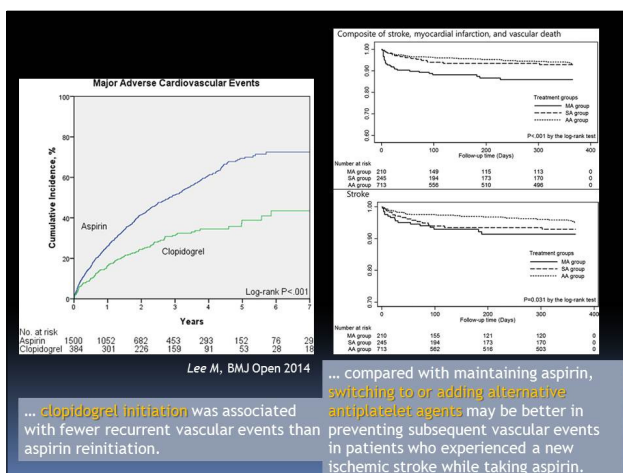 Major Adverse Cardiovascular Events
100
80
60
40
20
0
Cumulative Incidence, %
Aspirin
Clopidogrel
Log-rank P<.001
0 1 2 3 4 5 6 7
Years
No. at risk
Aspirin 1500 1052 682 453 293 152 76 29
Clopidogrel 384 301 226 159 91 53 28 18
Lee M, BMJ Open 2014
... clopidogrel initiation was associated
with fewer recurrent vascular events than
aspirin reinitiation.
Composite of stroke, myocardial infarction, and vascular death
1.00
0.90
0.80
0.70
0.60
Treatment groups
MA group
SA group
AA group
P<.001 by the log-rank test
0 100 200 300 400
Follow-up time (Days)
Number at risk
MA group 210 149 115 113 0
SA group 245 194 173 170 0
AA group 713 556 510 496 0
Stroke
1.00
0.90
0.80
0.70
Treatment groups
MA group
SA group
AA group
P=0.031 by the log-rank test
0 100 200 300 400
Follow-up time (Days)
Number at risk
MA group 210 155 121 120 0
SA group 245 194 173 170 0
AA group 713 562 516 503 0
... compared with maintaining aspirin,
switching to or adding alternative
antiplatelet agents may be better in
preventing subsequent vascular events
in patients who experienced a new
ischemic stroke while taking aspirin.